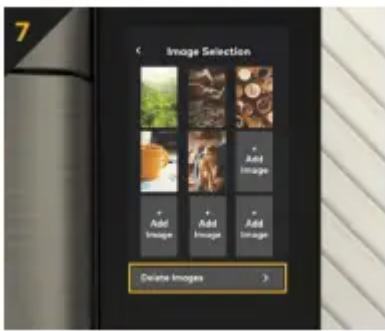 7
< Image Selection
+
Add
Image
+
Add
Image
+
Add
Image
+
Add
Image
Delete Images >